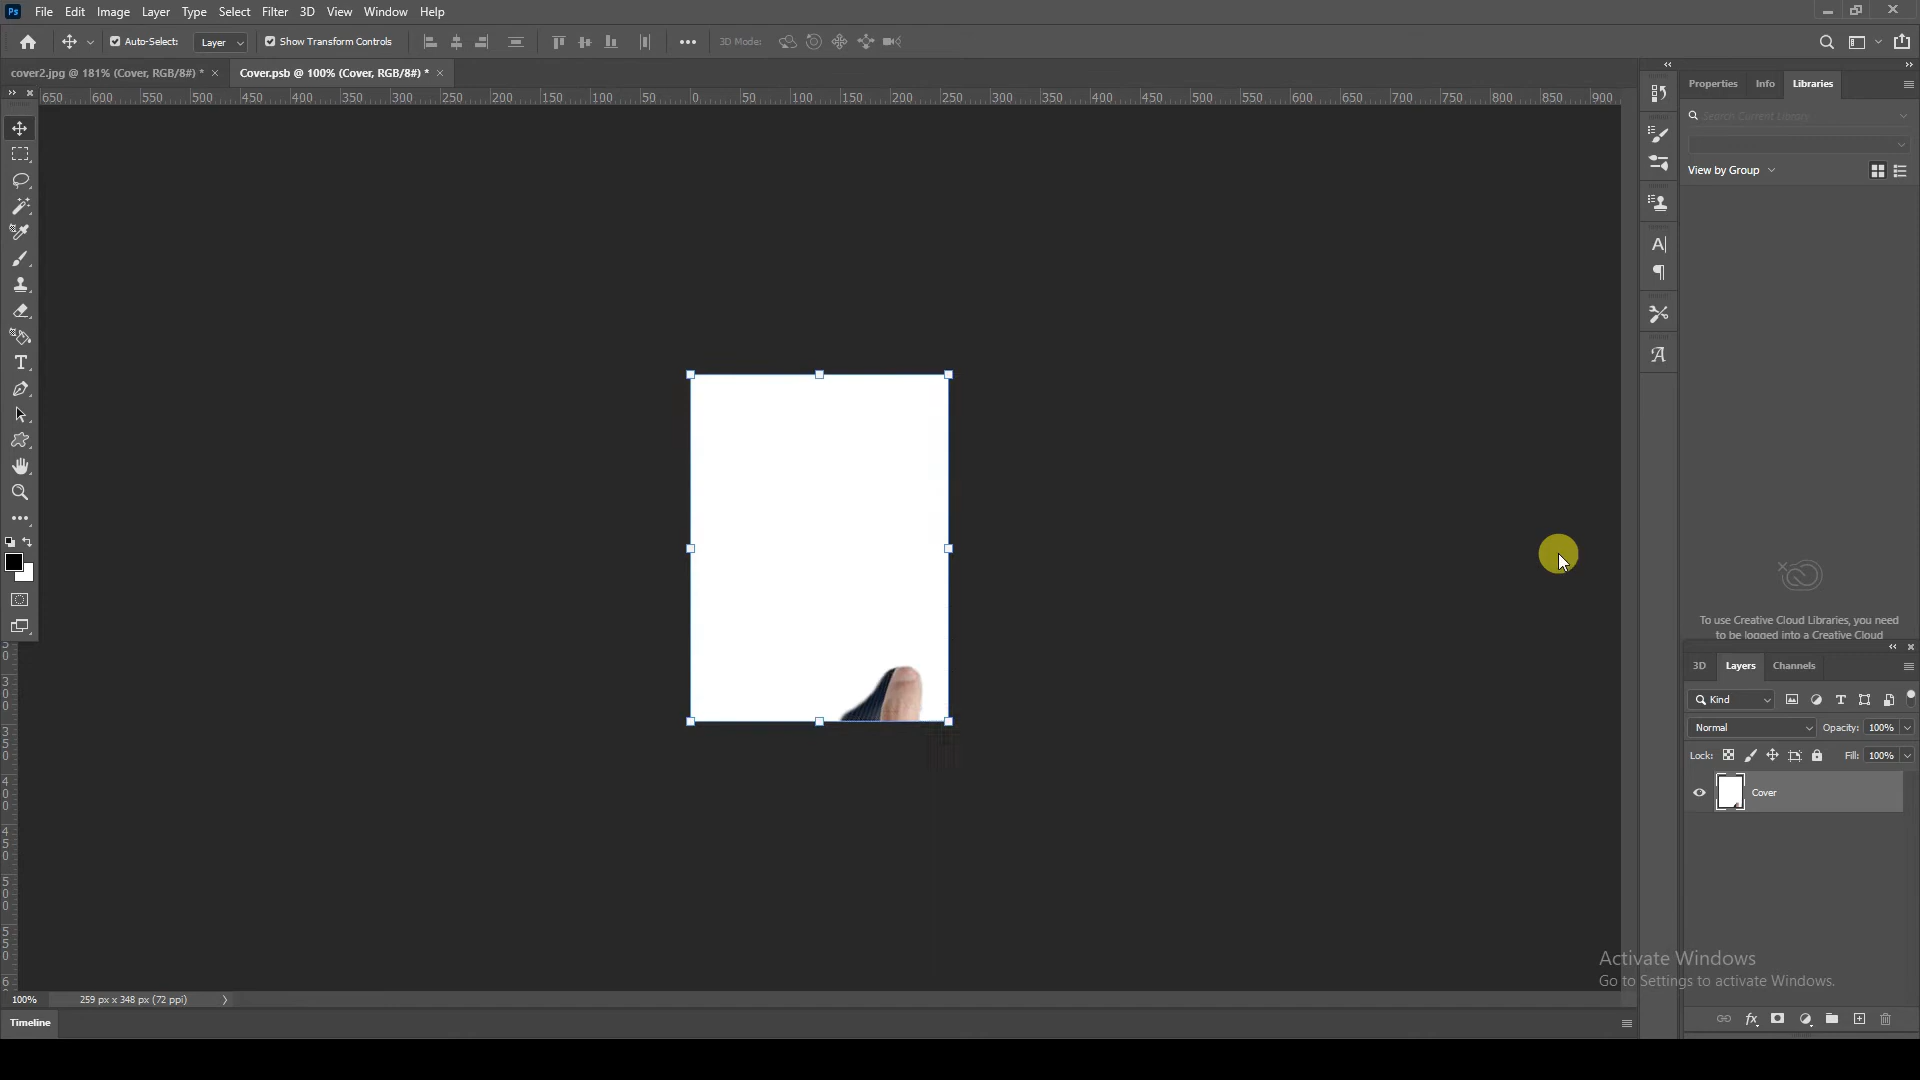 Ps File Edit Image Layer Type Select Filter 3D View Window Help
Auto-Select: Layer Show Transform Controls 3D Mode:
cover2.jpg @ 181% (Cover, RGB/8#) * Cover.psb @ 100% (Cover, RGB/8#) *
650 600 550 500 450 400 350 300 250 200 150 100 50 0 50 100 150 200 250 300 350 400 450 500 550 600 650 700 750 800 850 900
Properties Info Libraries
Search Current Library
View by Group
To use Creative Cloud Libraries, you need
to be logged into a Creative Cloud
3D Layers Channels
Kind
Normal Opacity: 100%
Lock: Fill: 100%
Cover
Activate Windows
Go to Settings to activate Windows.
100% 259 px x 348 px (72 ppi)
Timeline